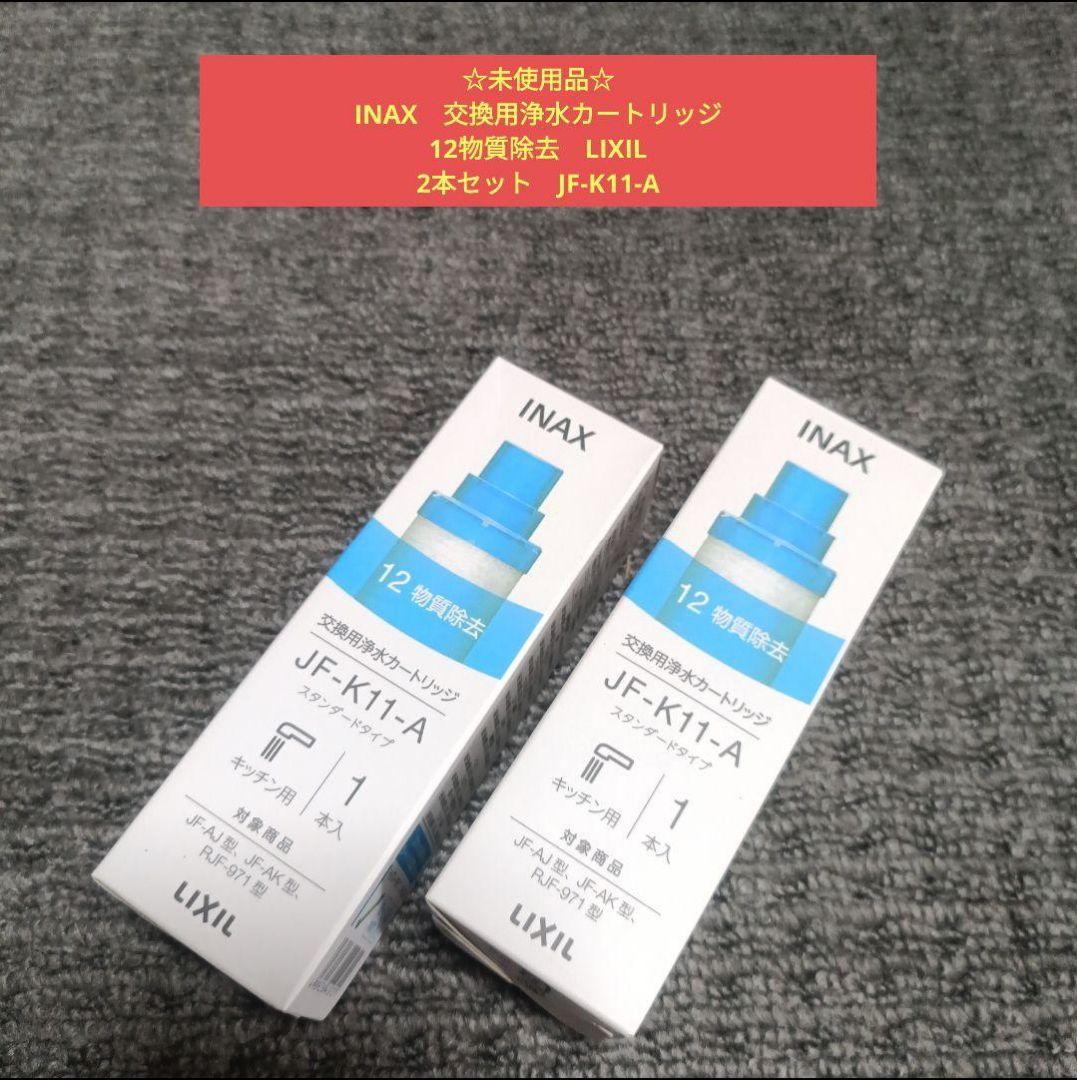 ☆未使用品☆
INAX 交換用浄水カートリッジ
12物質除去 LIXIL
2本セット JF-K11-A
INAX
12 物質除去
交換用浄水カートリッジ
JF-K11-A
スタンダードタイプ
キッチン用
1
本入
対象商品
JF-AJ型、JF-AK型、
RJF-971型
LIXIL
INAX
12 物質除去
交換用浄水カートリッジ
JF-K11-A
スタンダードタイプ
キッチン用
1
本入
対象商品
JF-AJ型、JF-AK型、
RJF-971型
LIXIL